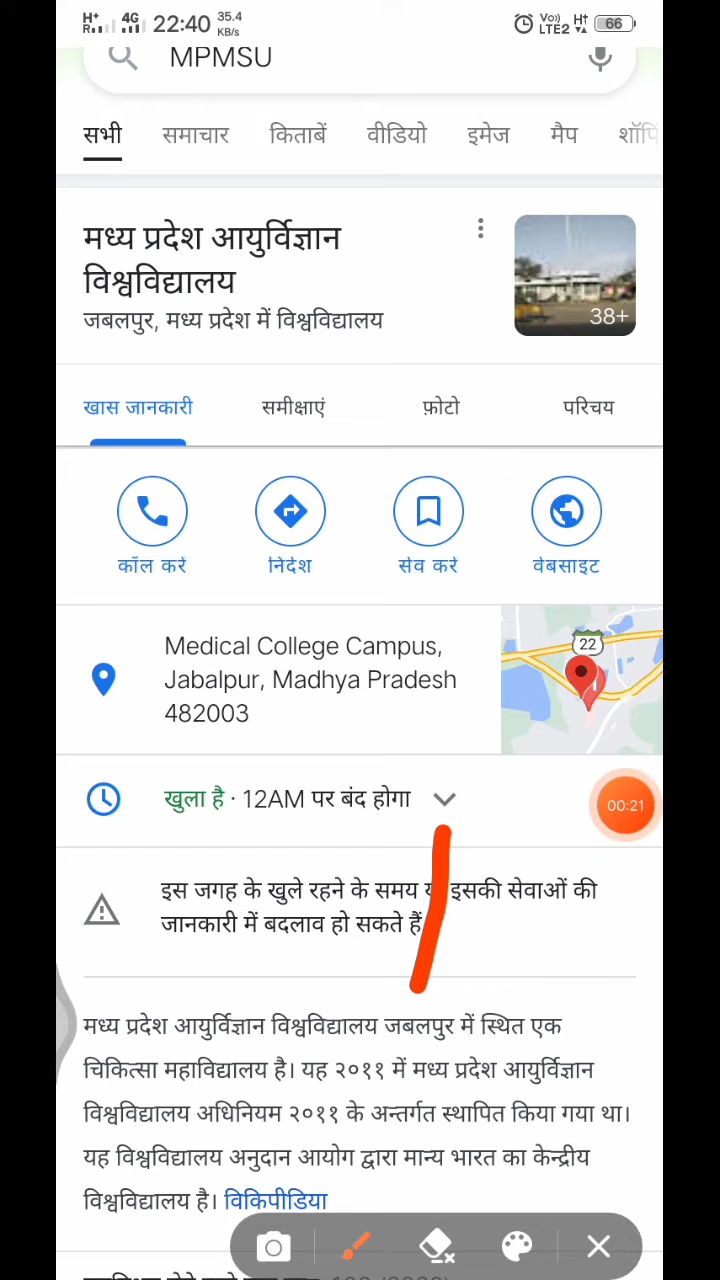 H+ R 4G 22:40 35.4 KB/s Vo)) LTE2 H+ 66
MPMSU
सभी समाचार किताबें वीडियो इमेज मैप शॉपि
मध्य प्रदेश आयुर्विज्ञान
विश्वविद्यालय
जबलपुर, मध्य प्रदेश में विश्वविद्यालय
38+
खास जानकारी समीक्षाएं फ़ोटो परिचय
कॉल करें निर्देश सेव करें वेबसाइट
Medical College Campus,
Jabalpur, Madhya Pradesh
482003
22
खुला है · 12AM पर बंद होगा
00:21
इस जगह के खुले रहने के समय इसकी सेवाओं की
जानकारी में बदलाव हो सकते हैं
मध्य प्रदेश आयुर्विज्ञान विश्वविद्यालय जबलपुर में स्थित एक
चिकित्सा महाविद्यालय है। यह २०११ में मध्य प्रदेश आयुर्विज्ञान
विश्वविद्यालय अधिनियम २०११ के अन्तर्गत स्थापित किया गया था।
यह विश्वविद्यालय अनुदान आयोग द्वारा मान्य भारत का केन्द्रीय
विश्वविद्यालय है। विकिपीडिया